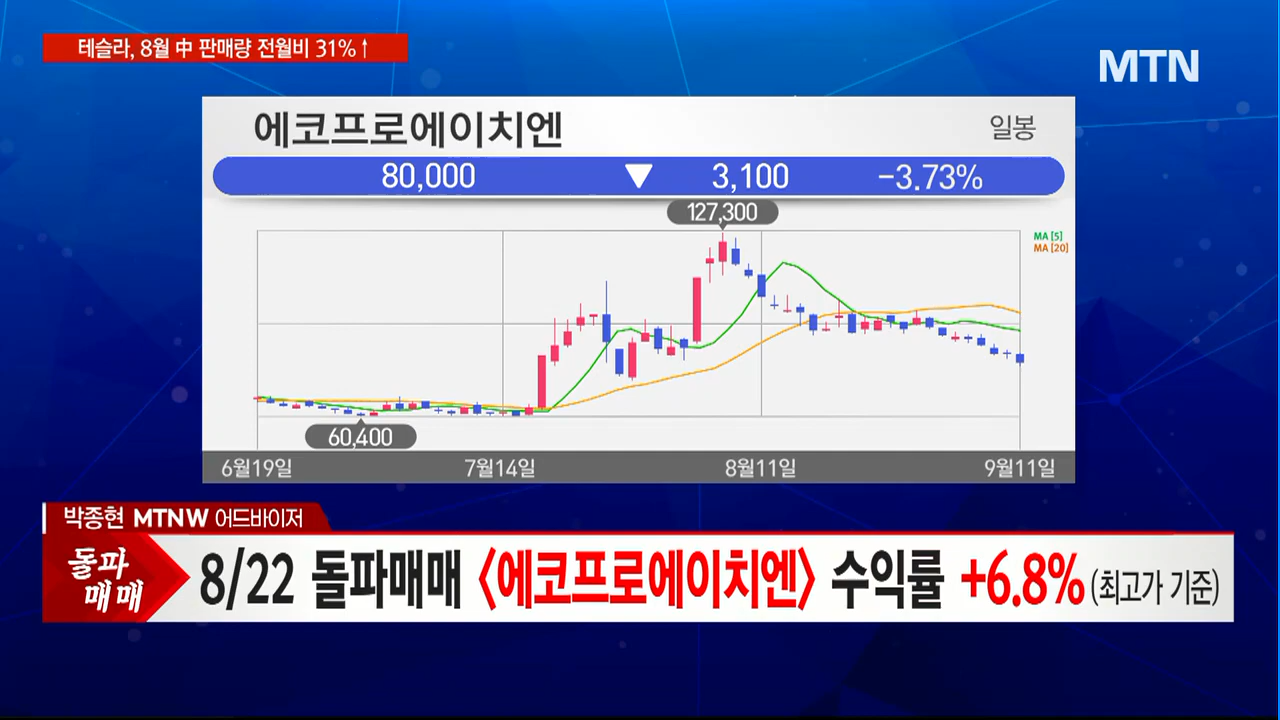 테슬라, 8월 中 판매량 전월비 31%↑
MTN
에코프로에이치엔
일봉
80,000 ▼ 3,100 -3.73%
127,300
MA [5]
MA [20]
60,400
6월19일 7월14일 8월11일 9월11일
박종현 MTNW 어드바이저
돌파
매매
8/22 돌파매매 〈에코프로에이치엔〉 수익률 +6.8% (최고가 기준)